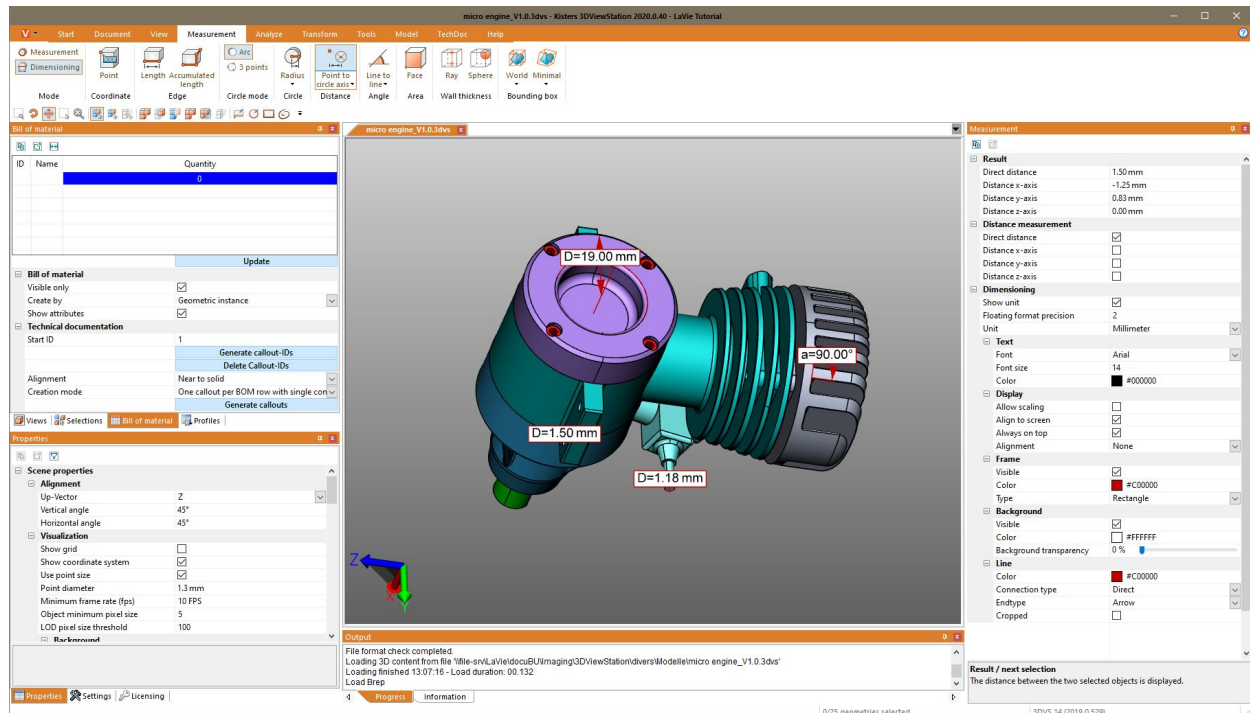 micro engine_V1.0.3dvs - Kisters 3DViewStation 2020.0.40 - LaVie Tutorial
V Start Document View Measurement Analyze Transform Tools Model TechDoc Help
Measurement
Dimensioning
Mode
Point
Coordinate
Length Accumulated length
Edge
Arc
3 points
Circle mode
Radius
Circle
Point to circle axis
Distance
Line to line
Angle
Face
Area
Ray Sphere
Wall thickness
World Minimal
Bounding box
Bill of material
ID Name Quantity
0
Update
Bill of material
Visible only
Create by Geometric instance
Show attributes
Technical documentation
Start ID 1
Generate callout-IDs
Delete Callout-IDs
Alignment Near to solid
Creation mode One callout per BOM row with single con
Generate callouts
Views Selections Bill of material Profiles
Properties
Scene properties
Alignment
Up-Vector Z
Vertical angle 45°
Horizontal angle 45°
Visualization
Show grid
Show coordinate system
Use point size
Point diameter 1.3 mm
Minimum frame rate (fps) 10 FPS
Object minimum pixel size 5
LOD pixel size threshold 100
Background
Properties Settings Licensing
micro engine_V1.0.3dvs
D=19.00 mm
a=90.00°
D=1.50 mm
D=1.18 mm
Z
X
Y
Output
File format check completed.
Loading 3D content from file '\\file-srv\LaVie\docuBU\Imaging\3DViewStation\divers\Modelle\micro engine_V1.0.3dvs'
Loading finished 13:07:16 - Load duration: 00.132
Load Brep
Progress Information
Measurement
Result
Direct distance 1.50 mm
Distance x-axis -1.25 mm
Distance y-axis 0.83 mm
Distance z-axis 0.00 mm
Distance measurement
Direct distance
Distance x-axis
Distance y-axis
Distance z-axis
Dimensioning
Show unit
Floating format precision 2
Unit Millimeter
Text
Font Arial
Font size 14
Color #000000
Display
Allow scaling
Align to screen
Always on top
Alignment None
Frame
Visible
Color #C00000
Type Rectangle
Background
Visible
Color #FFFFFF
Background transparency 0 %
Line
Color #C00000
Connection type Direct
Endtype Arrow
Cropped
Result / next selection
The distance between the two selected objects is displayed.
0/25 geometries selected
3DVS 14 (2019.0.529)